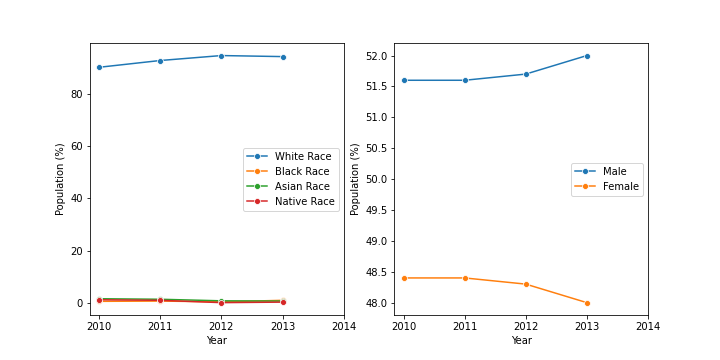 80
60
40
20
0
Population (%)
2010 2011 2012 2013 2014
Year
White Race
Black Race
Asian Race
Native Race
52.0
51.5
51.0
50.5
50.0
49.5
49.0
48.5
48.0
Population (%)
2010 2011 2012 2013 2014
Year
Male
Female